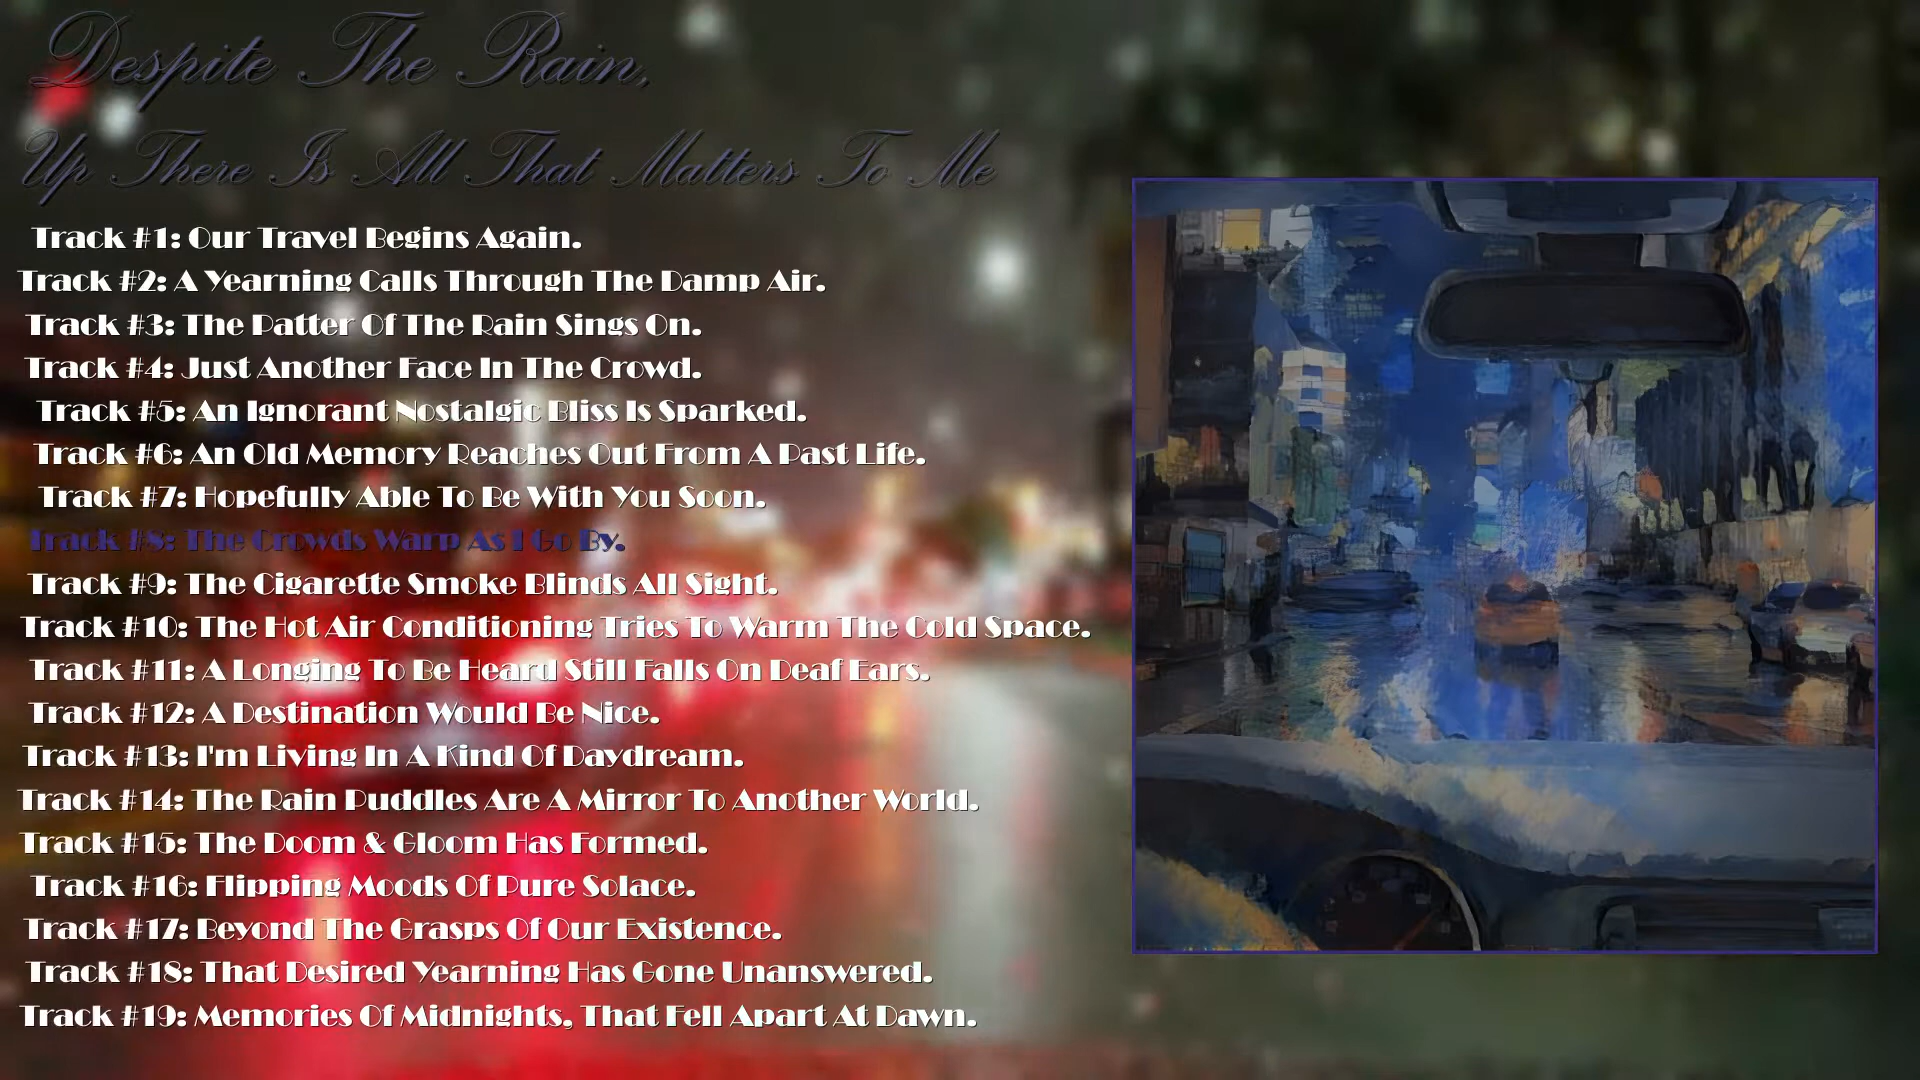 Despite The Rain,
Up There Is All That Matters To Me
Track #1: Our Travel Begins Again.
Track #2: A Yearning Calls Through The Damp Air.
Track #3: The Patter Of The Rain Sings On.
Track #4: Just Another Face In The Crowd.
Track #5: An Ignorant Nostalgic Bliss Is Sparked.
Track #6: An Old Memory Reaches Out From A Past Life.
Track #7: Hopefully Able To Be With You Soon.
Track #8: The Crowds Warp As I Go By.
Track #9: The Cigarette Smoke Blinds All Sight.
Track #10: The Hot Air Conditioning Tries To Warm The Cold Space.
Track #11: A Longing To Be Heard Still Falls On Deaf Ears.
Track #12: A Destination Would Be Nice.
Track #13: I'm Living In A Kind Of Daydream.
Track #14: The Rain Puddles Are A Mirror To Another World.
Track #15: The Doom & Gloom Has Formed.
Track #16: Flipping Moods Of Pure Solace.
Track #17: Beyond The Grasps Of Our Existence.
Track #18: That Desired Yearning Has Gone Unanswered.
Track #19: Memories Of Midnights, That Fell Apart At Dawn.